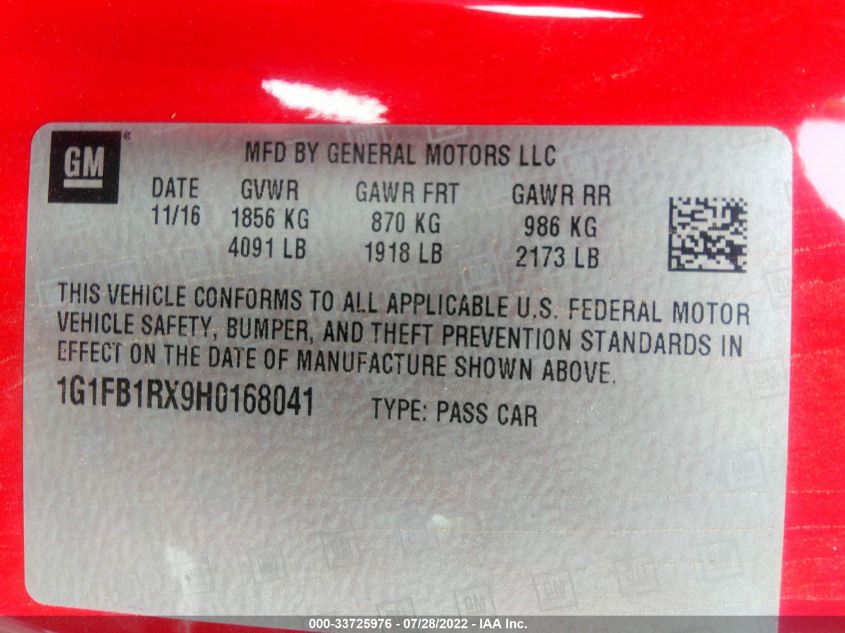 GM ®
MFD BY GENERAL MOTORS LLC
DATE GVWR GAWR FRT GAWR RR
11/16 1856 KG 870 KG 986 KG
4091 LB 1918 LB 2173 LB
THIS VEHICLE CONFORMS TO ALL APPLICABLE U.S. FEDERAL MOTOR
VEHICLE SAFETY, BUMPER, AND THEFT PREVENTION STANDARDS IN
EFFECT ON THE DATE OF MANUFACTURE SHOWN ABOVE.
1G1FB1RX9H0168041 TYPE: PASS CAR
000-33725976 - 07/28/2022 - IAA Inc.